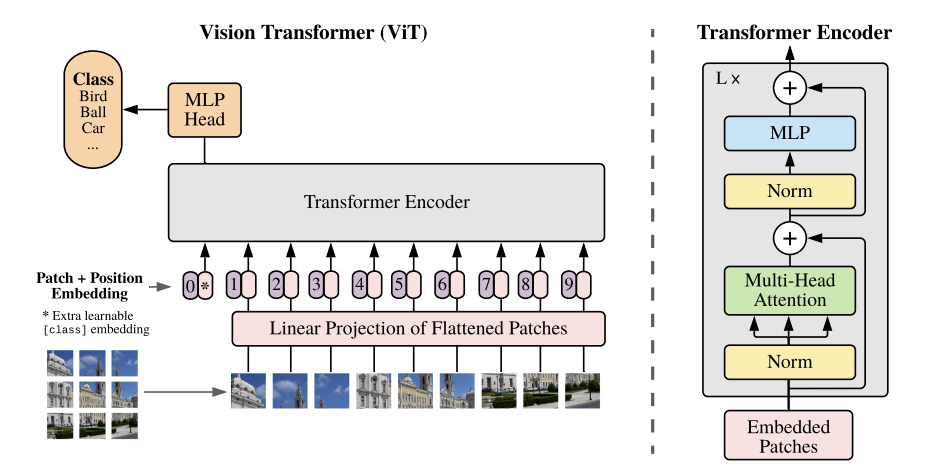 Vision Transformer (ViT)
Class
Bird
Ball
Car
...
MLP
Head
Transformer Encoder
Patch + Position
Embedding
0 * 1 2 3 4 5 6 7 8 9
* Extra learnable
[class] embedding
Linear Projection of Flattened Patches
Transformer Encoder
L x
+
MLP
Norm
+
Multi-Head
Attention
Norm
Embedded
Patches